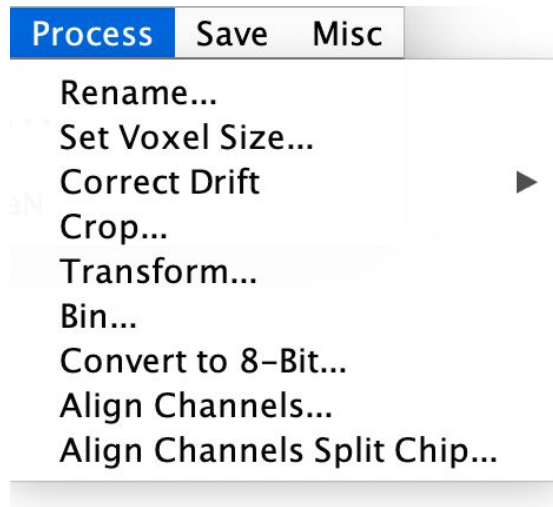 Process Save Misc
Rename...
Set Voxel Size...
Correct Drift
Crop...
Transform...
Bin...
Convert to 8-Bit...
Align Channels...
Align Channels Split Chip...